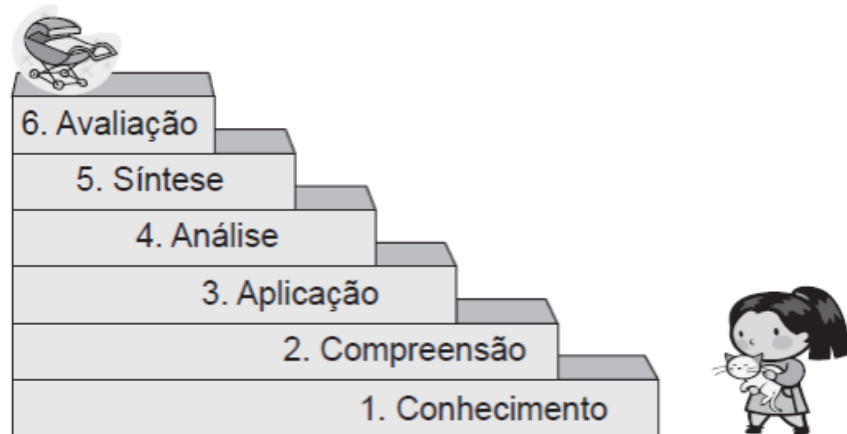 6. Avaliação
5. Síntese
4. Análise
3. Aplicação
2. Compreensão
1. Conhecimento